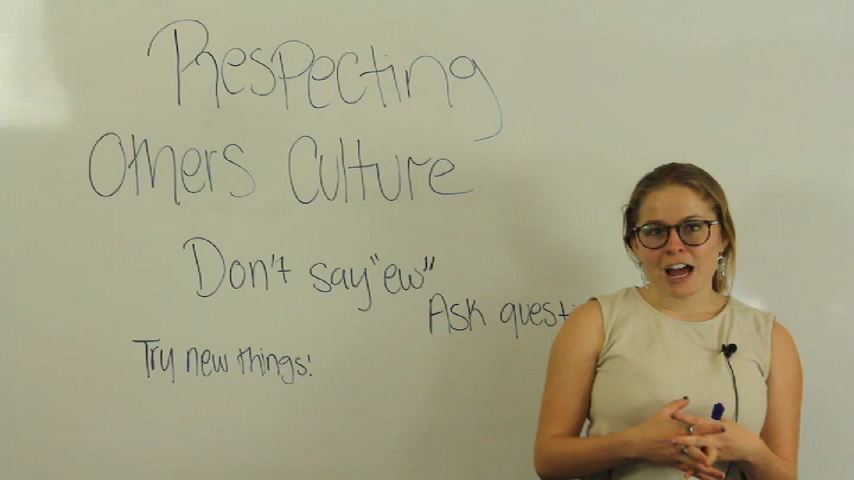 Respecting
Others Culture
Don't say "ew"
Ask
Try new things!